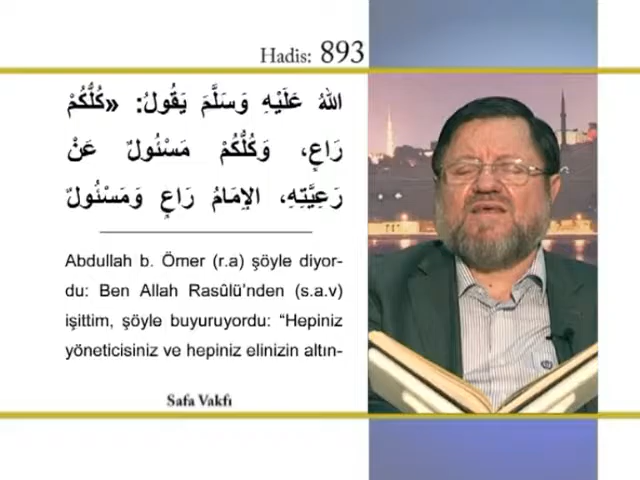 Hadis: 893
اللهُ عَلَيْهِ وَسَلَّمَ يَقُولُ: «كُلُّكُمْ
رَاعٍ، وَكُلُّكُمْ مَسْئُولٌ عَنْ
رَعِيَّتِهِ، الإِمَامُ رَاعٍ وَمَسْئُولٌ
Abdullah b. Ömer (r.a) şöyle diyor-
du: Ben Allah Rasûlü'nden (s.a.v)
işittim, şöyle buyuruyordu: “Hepiniz
yöneticisiniz ve hepiniz elinizin altın-
Safa Vakfı